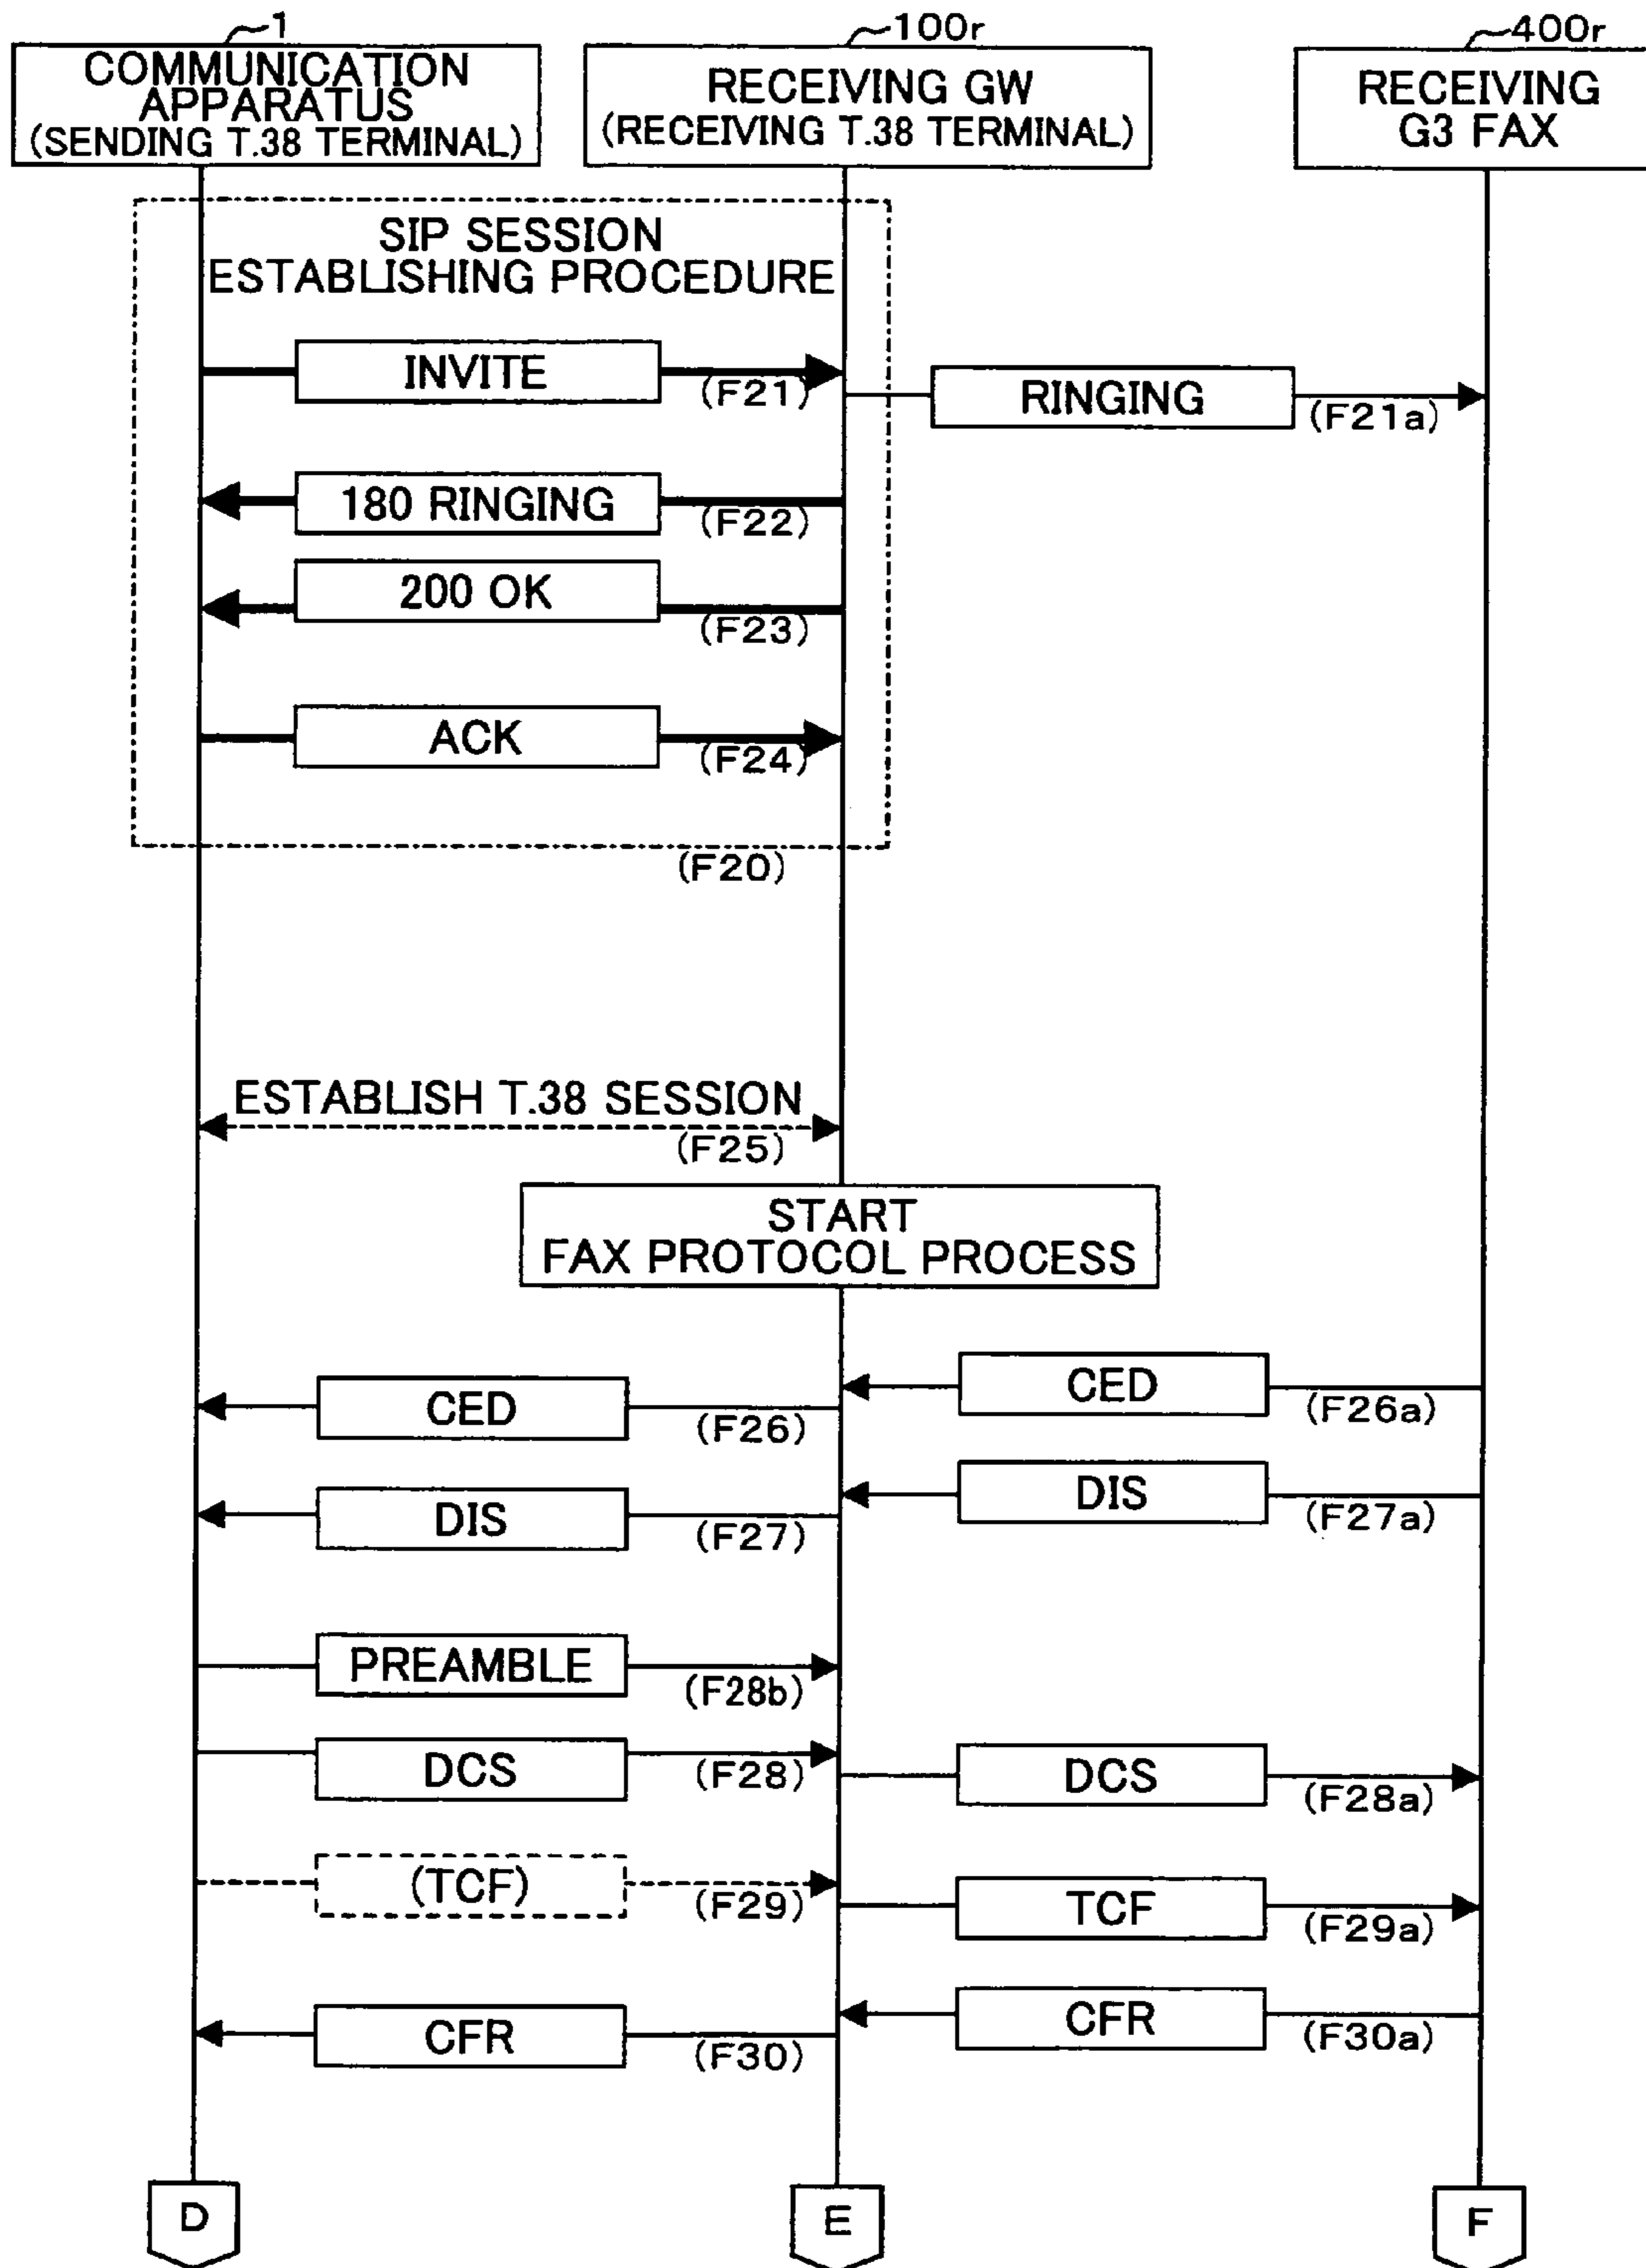 1
100r
400r
COMMUNICATION
APPARATUS
(SENDING T.38 TERMINAL)
RECEIVING GW
(RECEIVING T.38 TERMINAL)
RECEIVING
G3 FAX
SIP SESSION
ESTABLISHING PROCEDURE
INVITE
(F21)
RINGING
(F21a)
180 RINGING
(F22)
200 OK
(F23)
ACK
(F24)
(F20)
ESTABLISH T.38 SESSION
(F25)
START
FAX PROTOCOL PROCESS
CED
(F26a)
CED
(F26)
DIS
(F27a)
DIS
(F27)
PREAMBLE
(F28b)
DCS
(F28)
DCS
(F28a)
(TCF)
(F29)
TCF
(F29a)
CFR
(F30a)
CFR
(F30)
D
E
F